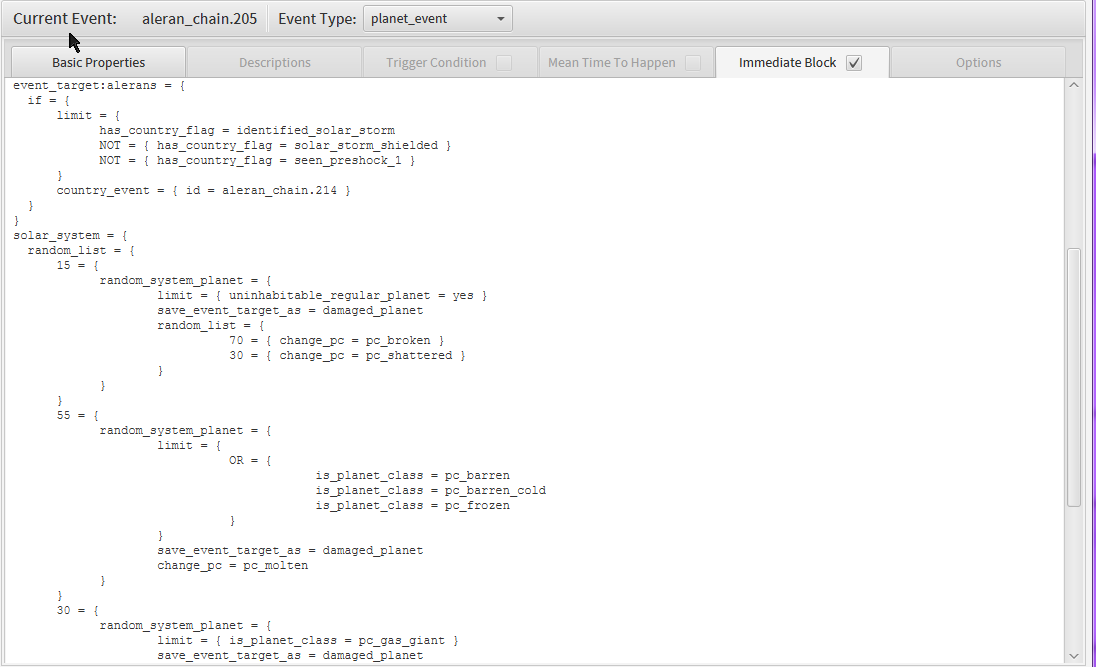 Current Event: aleran_chain.205 Event Type: planet_event
Basic Properties Descriptions Trigger Condition Mean Time To Happen Immediate Block Options
event_target:alerans = {
if = {
limit = {
has_country_flag = identified_solar_storm
NOT = { has_country_flag = solar_storm_shielded }
NOT = { has_country_flag = seen_preshock_1 }
}
country_event = { id = aleran_chain.214 }
}
}
solar_system = {
random_list = {
15 = {
random_system_planet = {
limit = { uninhabitable_regular_planet = yes }
save_event_target_as = damaged_planet
random_list = {
70 = { change_pc = pc_broken }
30 = { change_pc = pc_shattered }
}
}
}
55 = {
random_system_planet = {
limit = {
OR = {
is_planet_class = pc_barren
is_planet_class = pc_barren_cold
is_planet_class = pc_frozen
}
}
save_event_target_as = damaged_planet
change_pc = pc_molten
}
}
30 = {
random_system_planet = {
limit = { is_planet_class = pc_gas_giant }
save_event_target_as = damaged_planet